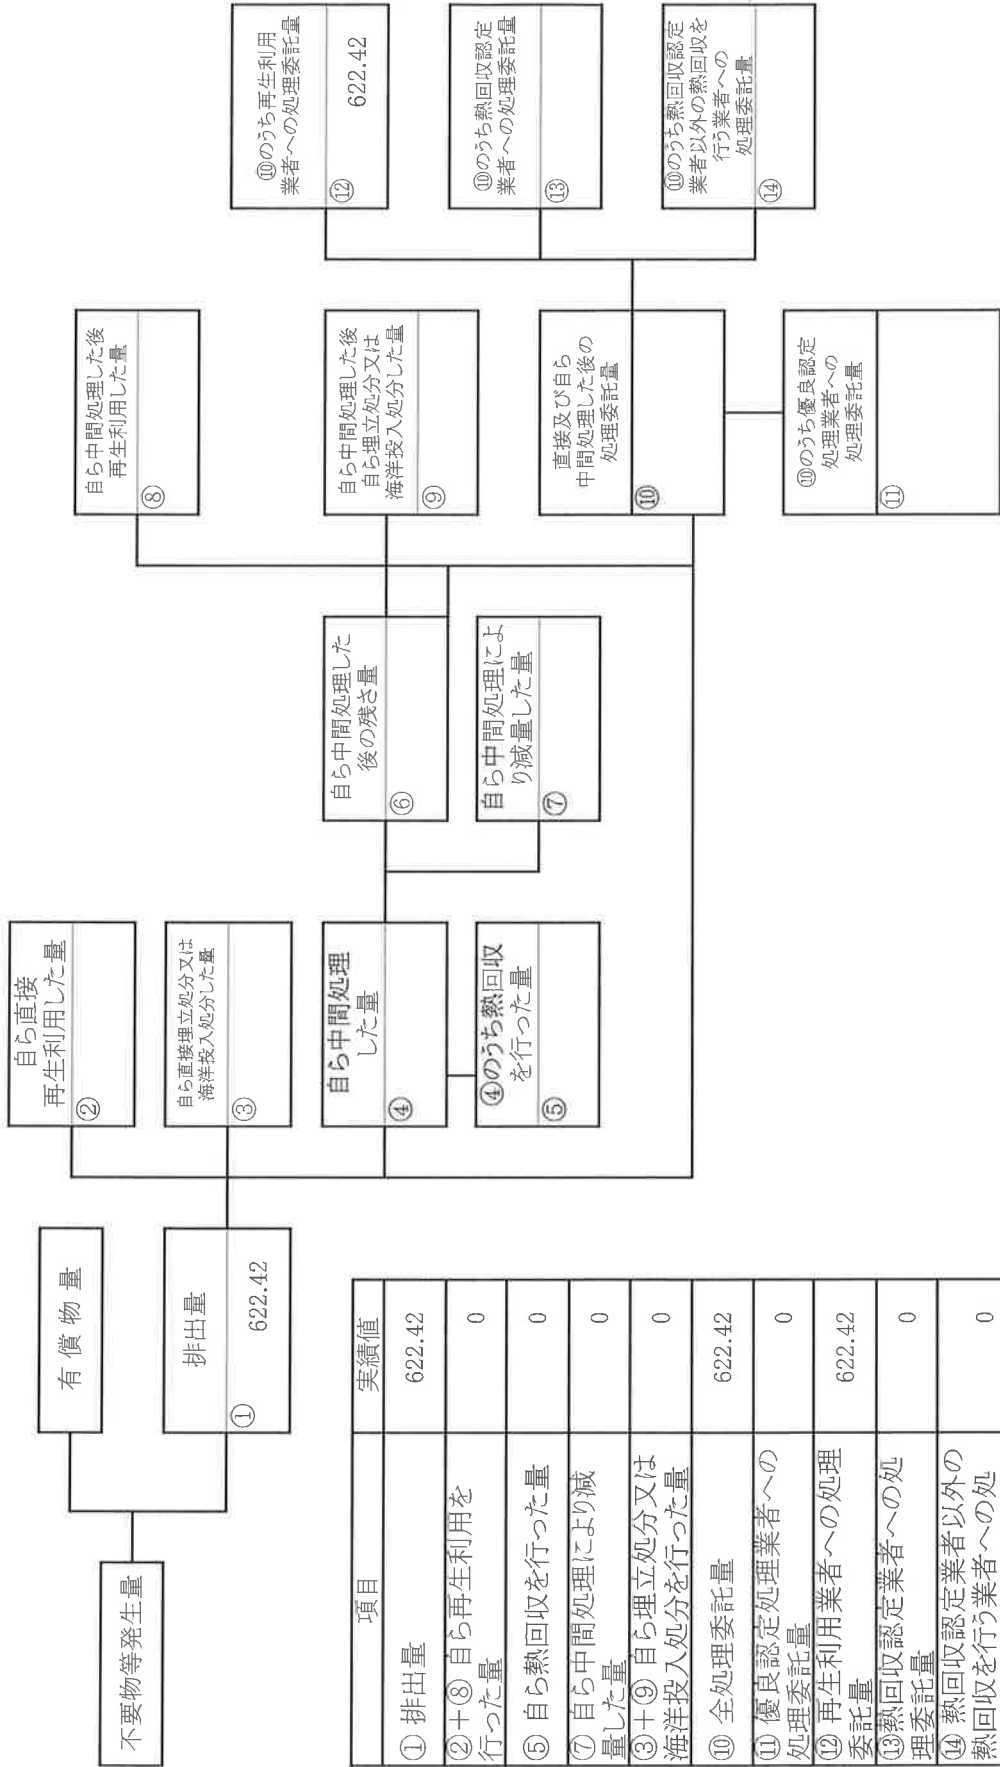 不要物等発生量
有償物量
排出量
①
622.42
自ら直接
再生利用した量
②
自ら直接埋立処分又は
海洋投入処分した量
③
自ら中間処理
した量
④
④のうち熱回収
を行った量
⑤
自ら中間処理した
後の残さ量
⑥
自ら中間処理によ
り減量した量
⑦
自ら中間処理した後
再生利用した量
⑧
自ら中間処理した後
自ら埋立処分又は
海洋投入処分した量
⑨
直接及び自ら
中間処理した後の
処理委託量
⑩
⑩のうち優良認定
処理業者への
処理委託量
⑪
⑩のうち再生利用
業者への処理委託量
⑫
622.42
⑩のうち熱回収認定
業者への処理委託量
⑬
⑩のうち熱回収認定
業者以外の熱回収を
行う業者への
処理委託量
⑭
項目 実績値
① 排出量 622.42
②+⑧ 自ら再生利用を
行った量 0
⑤ 自ら熱回収を行った量 0
⑦ 自ら中間処理により減
量した量 0
③+⑨ 自ら埋立処分又は
海洋投入処分を行った量 0
⑩ 全処理委託量 622.42
⑪ 優良認定処理業者への
処理委託量 0
⑫ 再生利用業者への処理
委託量 622.42
⑬熱回収認定業者への処
理委託量 0
⑭ 熱回収認定業者以外の
熱回収を行う業者への処 0